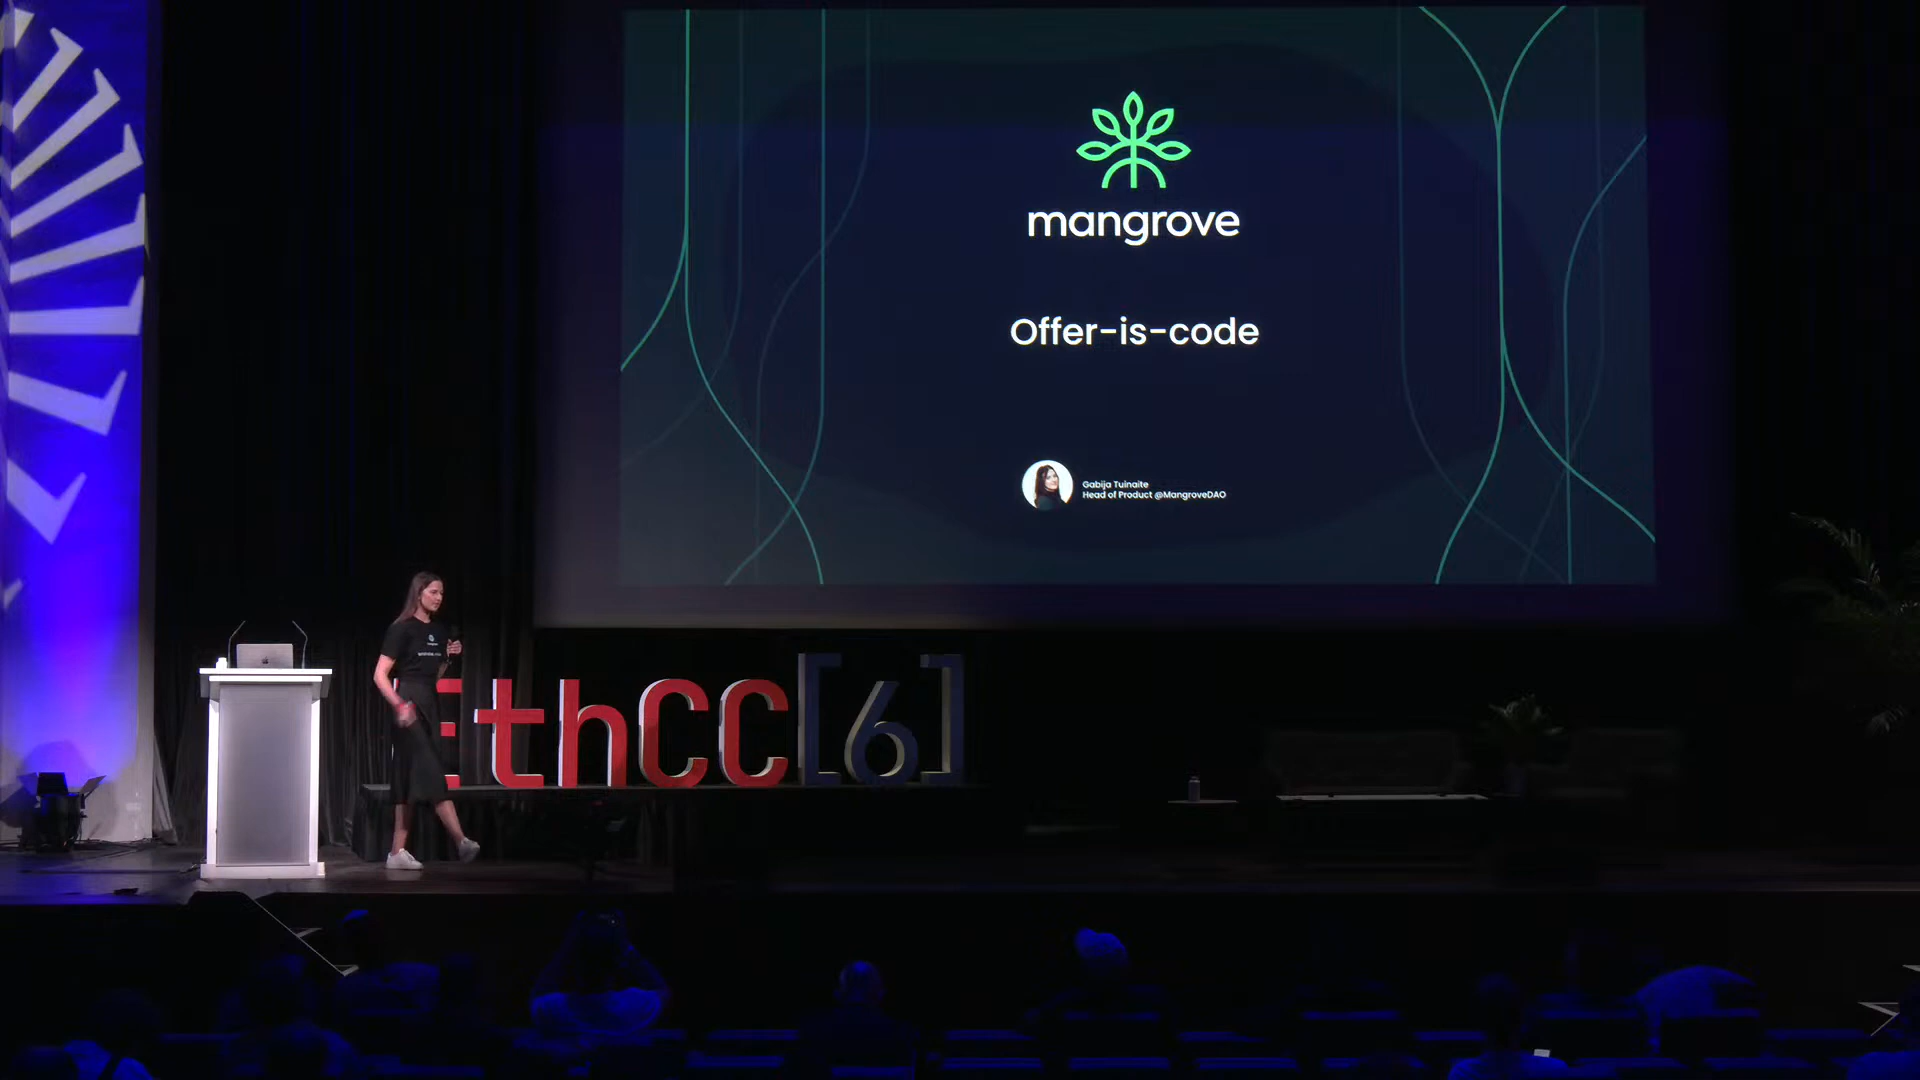 mangrove
Offer-is-code
Gabija Tuinaite
Head of Product @MangroveDAO
EthCC[6]